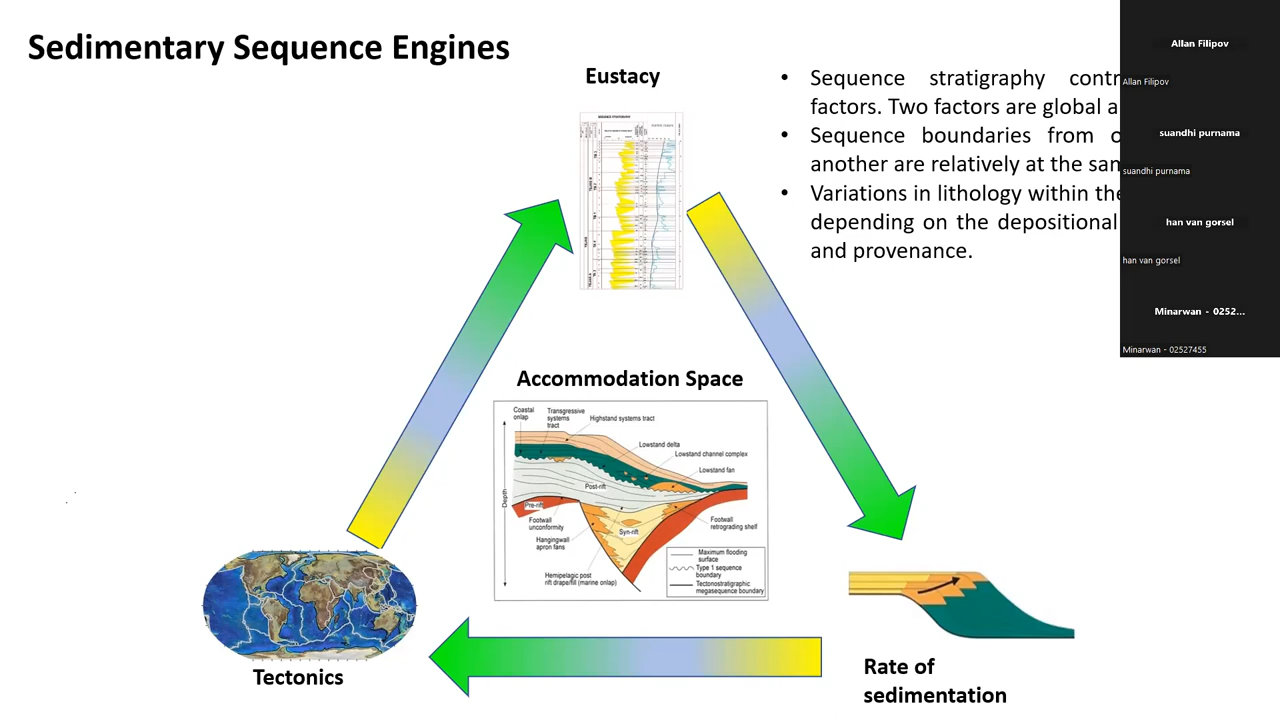 Sedimentary Sequence Engines
Eustacy
• Sequence stratigraphy contr
factors. Two factors are global a
• Sequence boundaries from o
another are relatively at the san
• Variations in lithology within the
depending on the depositional
and provenance.
Allan Filipov
Allan Filipov
suandhi purnama
suandhi purnama
han van gorsel
han van gorsel
Minarwan - 0252...
Minarwan - 02527455
Accommodation Space
Coastal
onlap
Transgressive
systems
tract
Highstand systems tract
Lowstand delta
Lowstand channel complex
Lowstand fan
Depth
Post-rift
Pre-rift
Footwall
unconformity
Syn-rift
Footwall
retrograding shelf
Hangingwall
apron fans
Hemipelagic post
rift drape/fill (marine onlap)
Maximum flooding
surface
Type 1 sequence
boundary
Tectonostratigraphic
megasequence boundary
Tectonics
Rate of
sedimentation